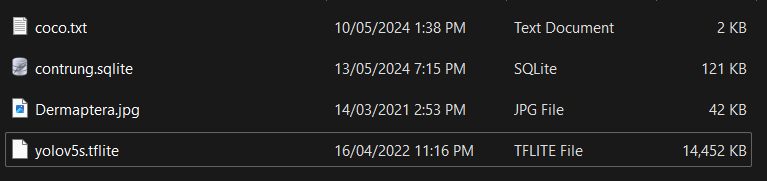 coco.txt 10/05/2024 1:38 PM Text Document 2 KB
contrung.sqlite 13/05/2024 7:15 PM SQLite 121 KB
Dermaptera.jpg 14/03/2021 2:53 PM JPG File 42 KB
yolov5s.tflite 16/04/2022 11:16 PM TFLITE File 14,452 KB